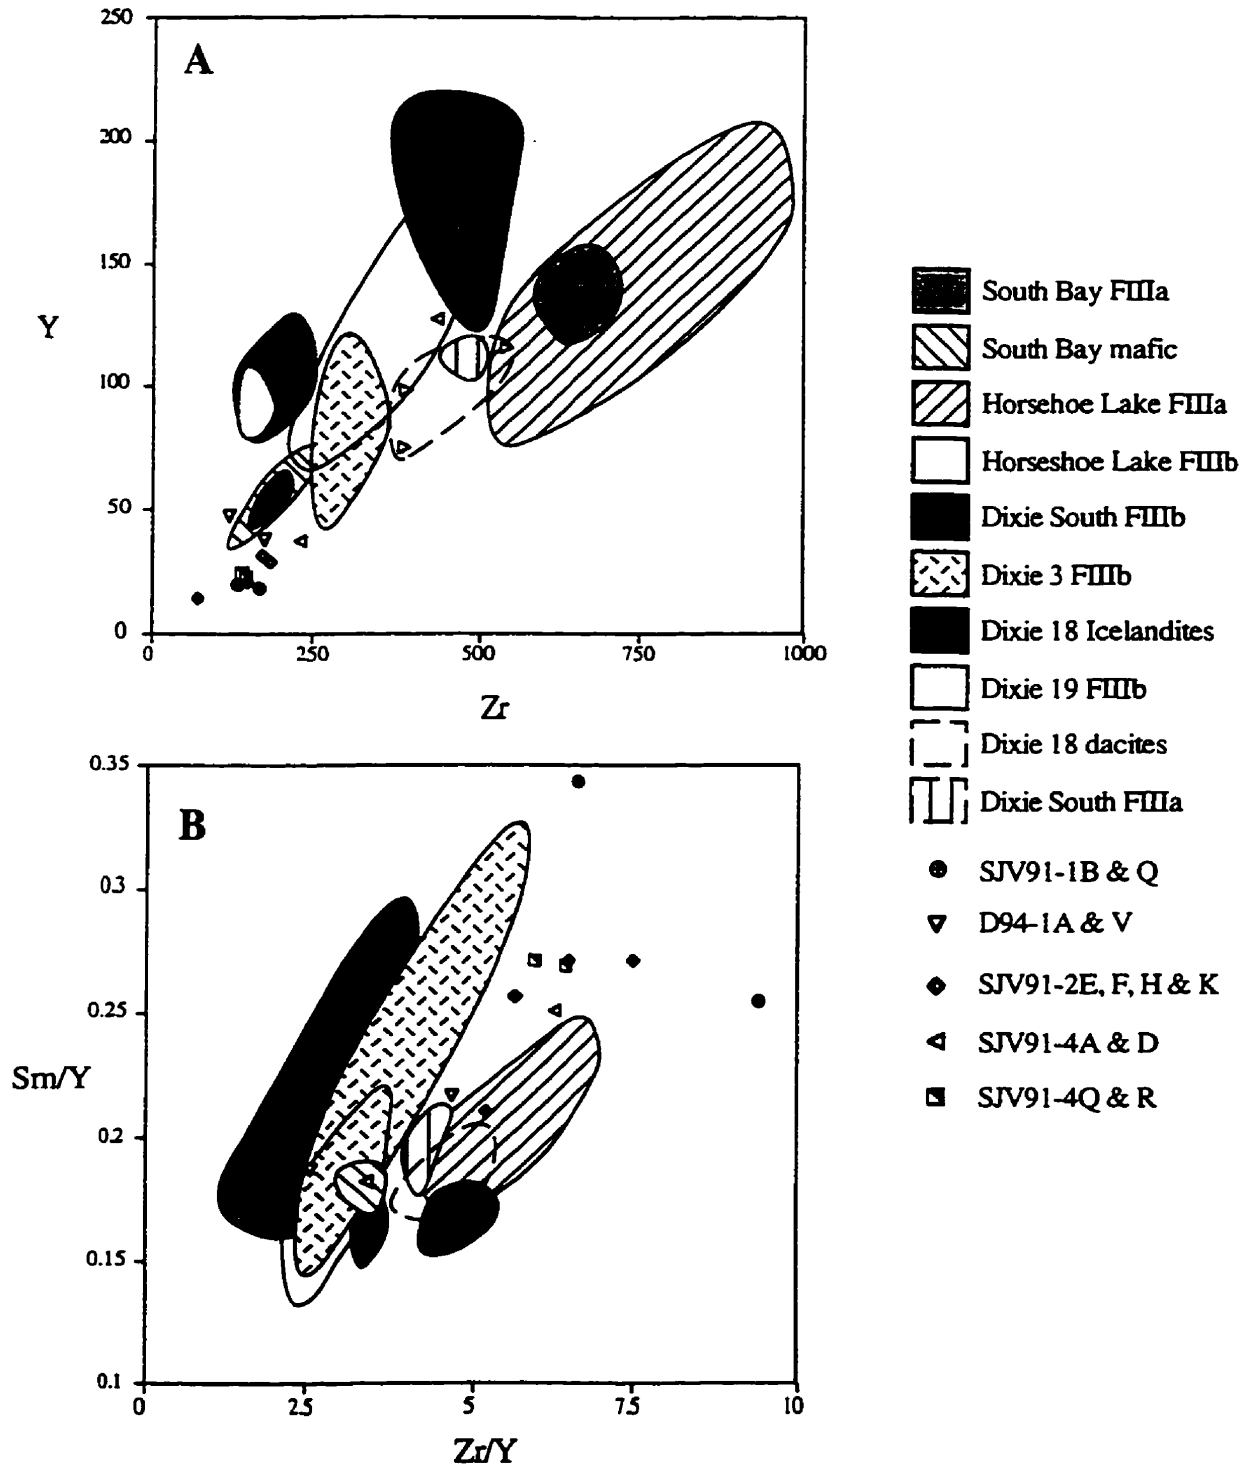 250
A
200
150
Y
100
50
0
0 250 500 750 1000
Zr
0.35
B
0.3
0.25
Sm/Y
0.2
0.15
0.1
0 2.5 5 7.5 10
Zr/Y
South Bay FIIIa
South Bay mafic
Horsehoe Lake FIIIa
Horseshoe Lake FIIIb
Dixie South FIIIb
Dixie 3 FIIIb
Dixie 18 Icelandites
Dixie 19 FIIIb
Dixie 18 dacites
Dixie South FIIIa
SJV91-1B & Q
D94-1A & V
SJV91-2E, F, H & K
SJV91-4A & D
SJV91-4Q & R